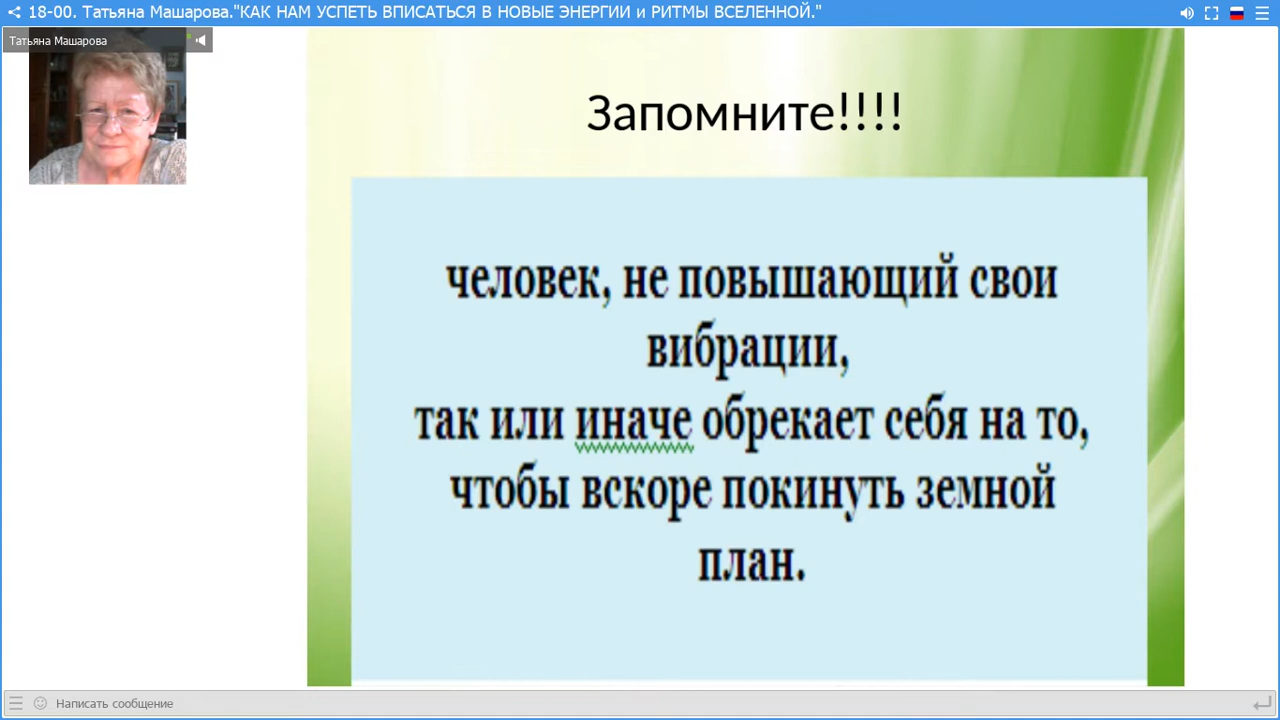 18-00. Татьяна Машарова."КАК НАМ УСПЕТЬ ВПИСАТЬСЯ В НОВЫЕ ЭНЕРГИИ и РИТМЫ ВСЕЛЕННОЙ."
Татьяна Машарова
Запомните!!!!
человек, не повышающий свои
вибрации,
так или иначе обрекает себя на то,
чтобы вскоре покинуть земной
план.
Написать сообщение